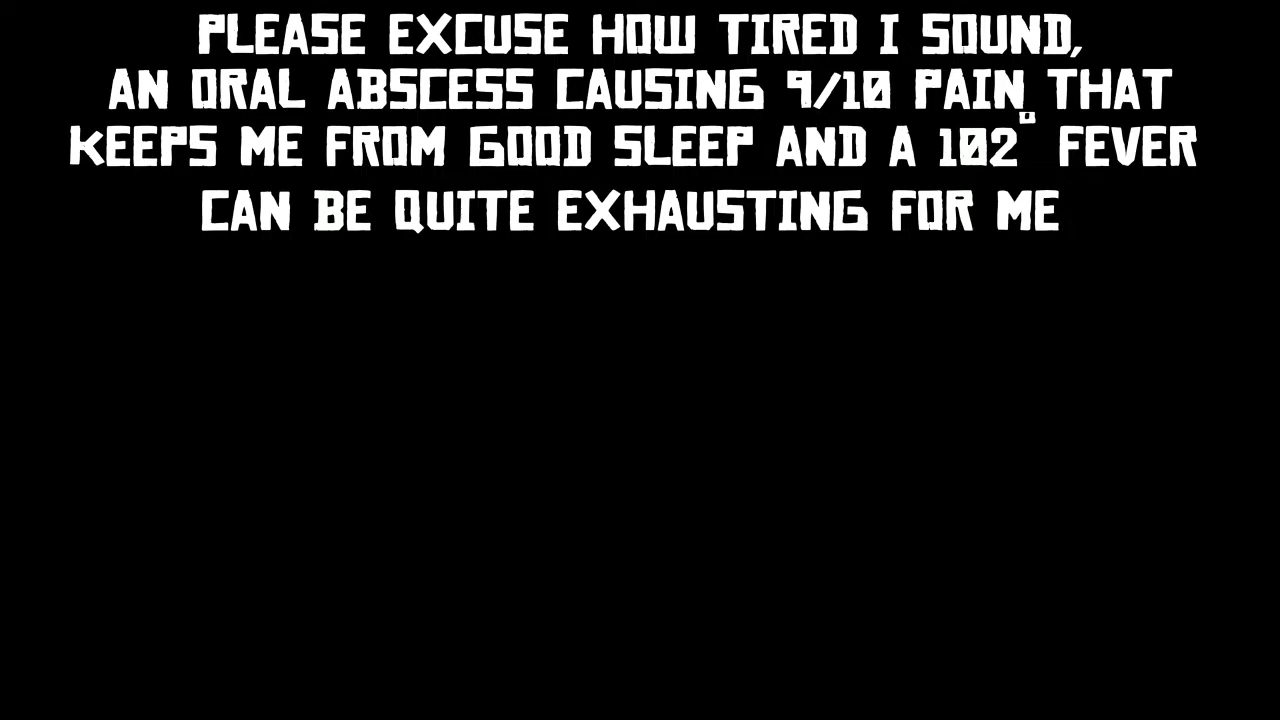 PLEASE EXCUSE HOW TIRED I SOUND,
AN ORAL ABSCESS CAUSING 9/10 PAIN THAT
KEEPS ME FROM GOOD SLEEP AND A 102° FEVER
CAN BE QUITE EXHAUSTING FOR ME